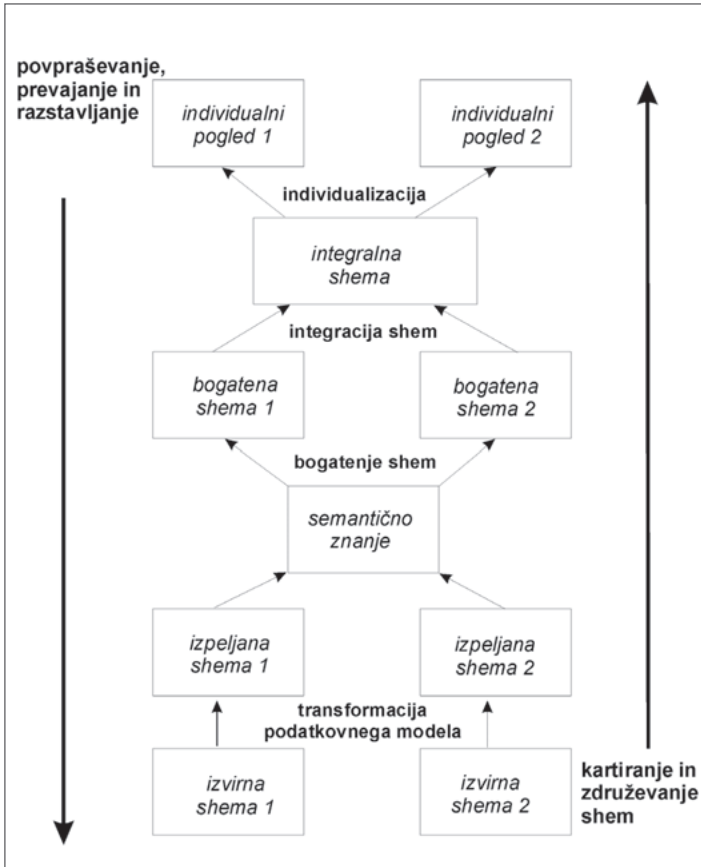 povpraševanje,
prevajanje in
razstavljanje
individualni
pogled 1
individualni
pogled 2
individualizacija
integralna
shema
integracija shem
bogatena
shema 1
bogatena
shema 2
bogatenje shem
semantično
znanje
izpeljana
shema 1
izpeljana
shema 2
transformacija
podatkovnega modela
izvirna
shema 1
izvirna
shema 2
kartiranje in
združevanje
shem